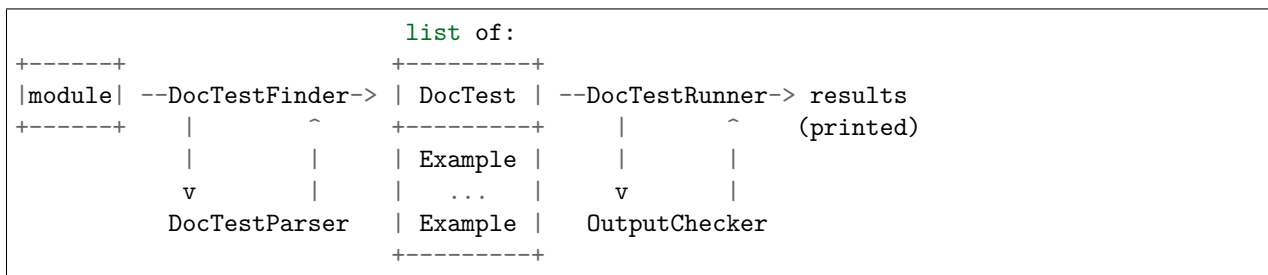 list of:
+------+                   +---------+
|module| --DocTestFinder-> | DocTest | --DocTestRunner-> results
+------+    |        ^     +---------+     |       ^    (printed)
            |        |     | Example |     |       |
            v        |     |   ...   |     v       |
           DocTestParser   | Example |   OutputChecker
                           +---------+